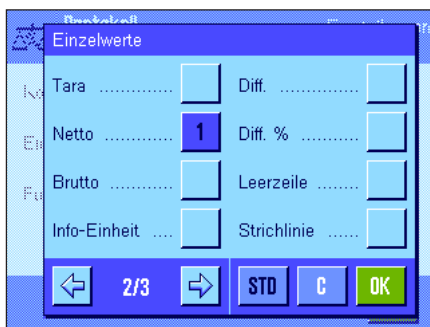 Protokoll
Einzelwerte
Tara ............. Diff. ..............
Netto ............ 1 Diff. % ...........
Brutto ........... Leerzeile .......
Info-Einheit .... Strichlinie ......
2/3 STD C OK